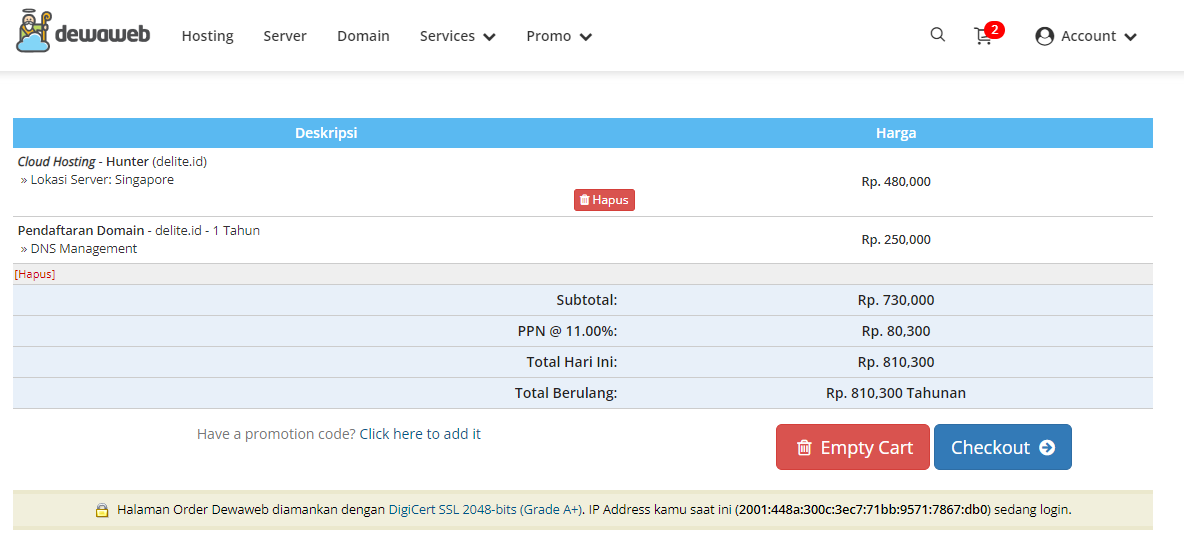 dewaweb Hosting Server Domain Services Promo 2 Account
Deskripsi Harga
Cloud Hosting - Hunter (delite.id)
» Lokasi Server: Singapore
Rp. 480,000
Hapus
Pendaftaran Domain - delite.id - 1 Tahun
» DNS Management
Rp. 250,000
[Hapus]
Subtotal: Rp. 730,000
PPN @ 11.00%: Rp. 80,300
Total Hari Ini: Rp. 810,300
Total Berulang: Rp. 810,300 Tahunan
Have a promotion code? Click here to add it
Empty Cart Checkout
Halaman Order Dewaweb diamankan dengan DigiCert SSL 2048-bits (Grade A+). IP Address kamu saat ini (2001:448a:300c:3ec7:71bb:9571:7867:db0) sedang login.